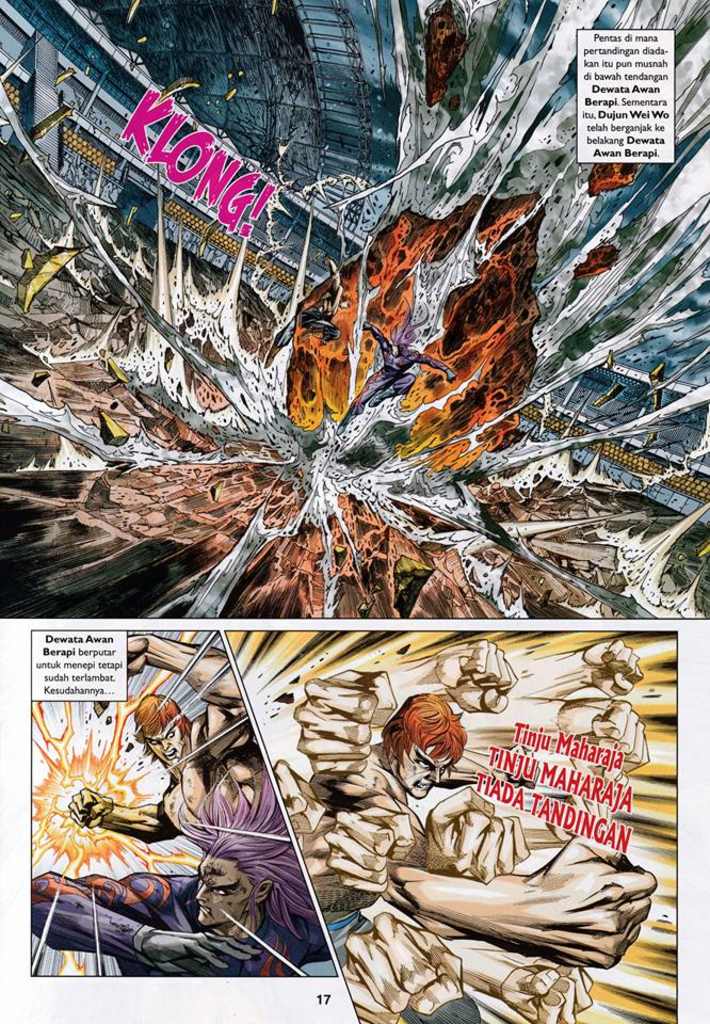 Pentas di mana
pertandingan diada-
kan itu pun musnah
di bawah tendangan
Dewata Awan
Berapi. Sementara
itu, Dujun Wei Wo
telah berganjak ke
belakang Dewata
Awan Berapi.
KLONG!
Dewata Awan
Berapi berputar
untuk menepi tetapi
sudah terlambat.
Kesudahannya...
Tinju Maharaja
TINJU MAHARAJA
TIADA TANDINGAN
17